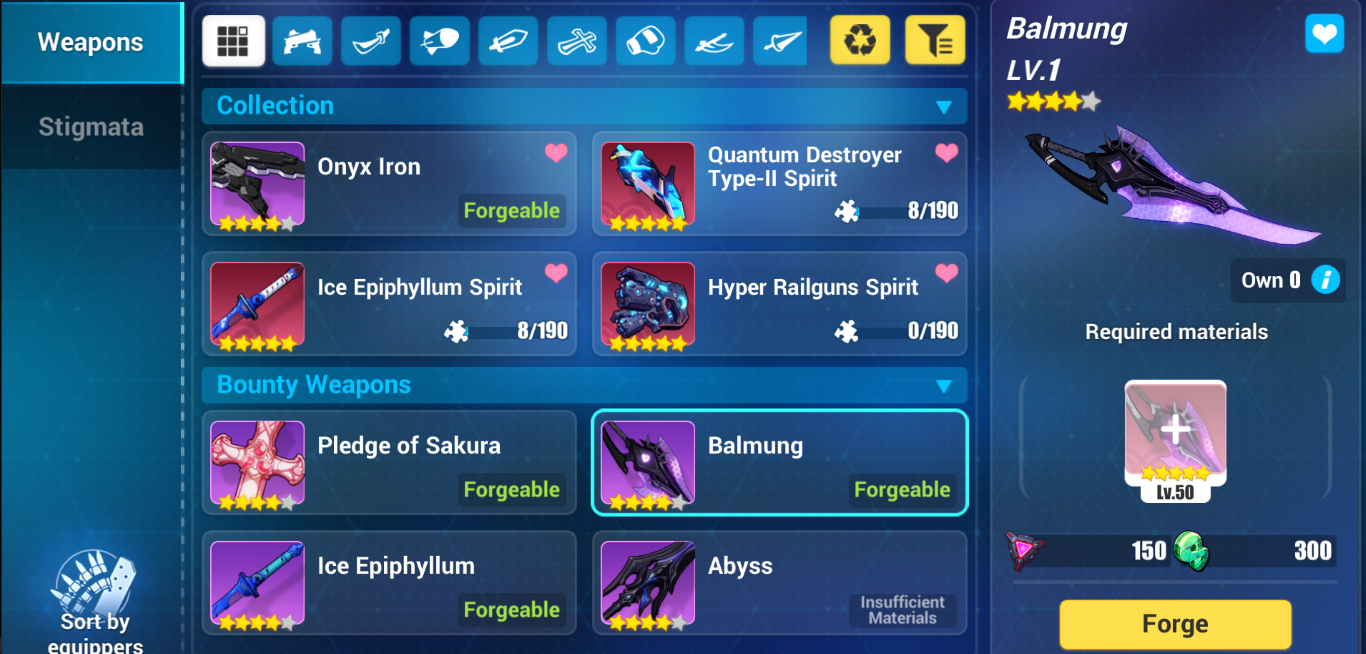 Weapons
Stigmata
Sort by
equippers
Collection
Onyx Iron
Forgeable
Quantum Destroyer
Type-II Spirit
8/190
Ice Epiphyllum Spirit
8/190
Hyper Railguns Spirit
0/190
Bounty Weapons
Pledge of Sakura
Forgeable
Balmung
Forgeable
Ice Epiphyllum
Forgeable
Abyss
Insufficient
Materials
Balmung
LV.1
Own 0
Required materials
Lv.50
150
300
Forge